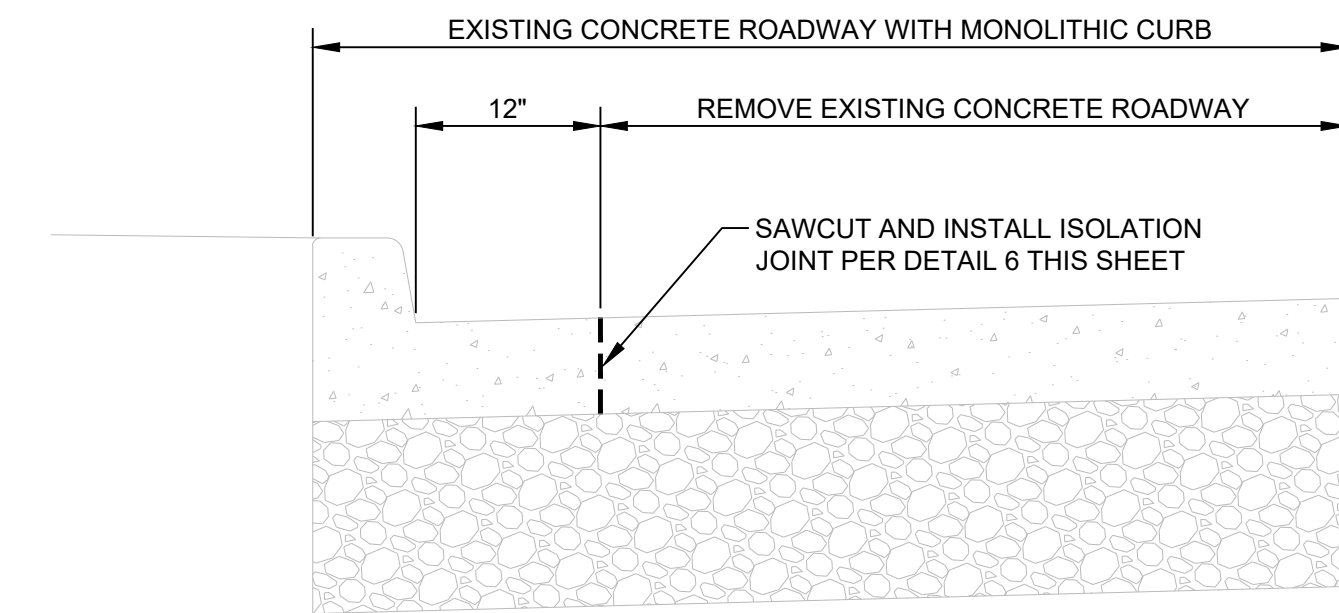 EXISTING CONCRETE ROADWAY WITH MONOLITHIC CURB
12"
REMOVE EXISTING CONCRETE ROADWAY
SAWCUT AND INSTALL ISOLATION
JOINT PER DETAIL 6 THIS SHEET